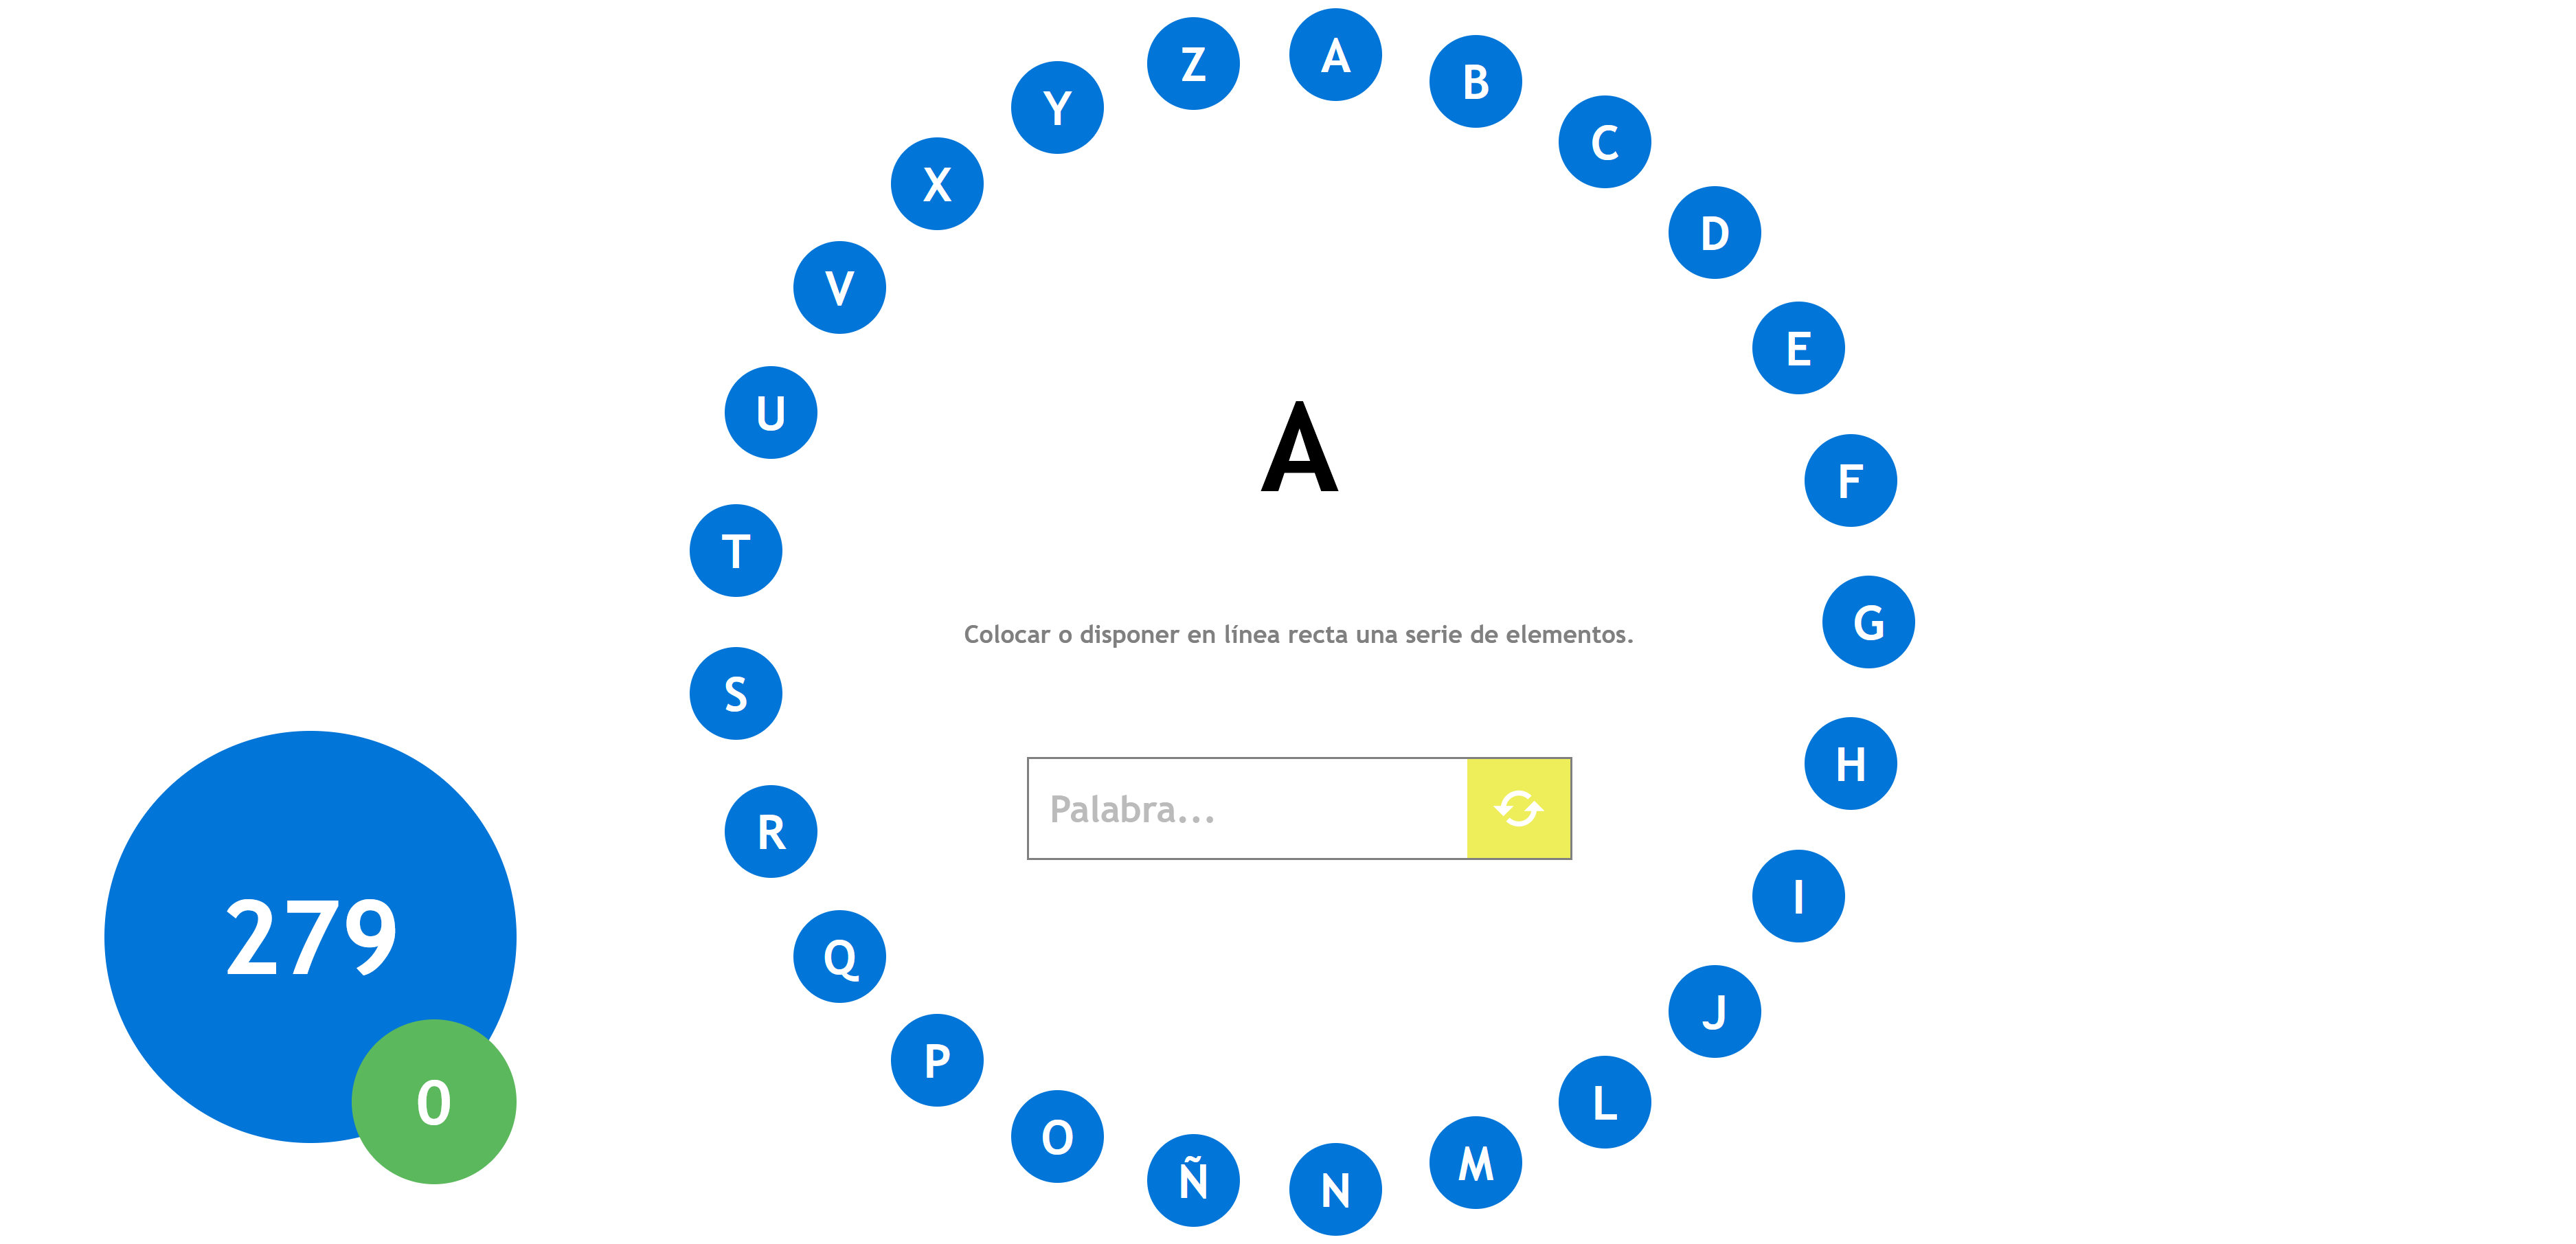 A
B
C
D
E
F
G
H
I
J
L
M
N
Ñ
O
P
Q
R
S
T
U
V
X
Y
Z
A
Colocar o disponer en línea recta una serie de elementos.
Palabra...
279
0